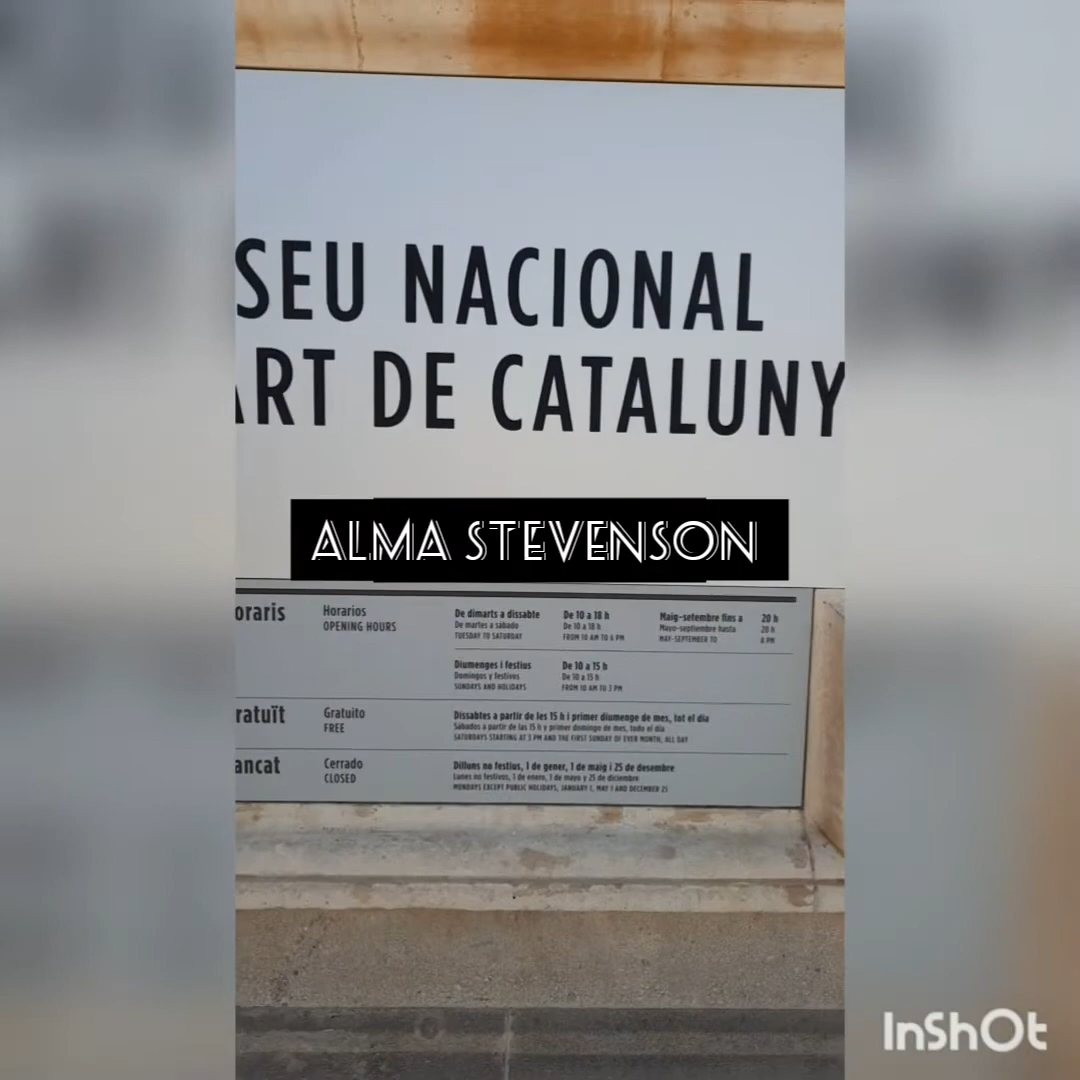 SEU NACIONAL
ART DE CATALUNY
ALMA STEVENSON
oraris Horarios De dimarts a dissabte De 10 a 18 h Maig-setembre fins a 20 h
OPENING HOURS De martes a sábado De 10 a 18 h Mayo-septiembre hasta 20 h
TUESDAY TO SATURDAY FROM 10 AM TO 6 PM MAY-SEPTEMBER TO 8 PM
Diumenges i festius De 10 a 15 h
Domingos y festivos De 10 a 15 h
SUNDAYS AND HOLIDAYS FROM 10 AM TO 3 PM
ratuït Gratuito Dissabtes a partir de les 15 h i primer diumenge de mes, tot el dia
FREE Sábados a partir de las 15 h y primer domingo de mes, todo el día
SATURDAYS STARTING AT 3 PM AND THE FIRST SUNDAY OF EVER MONTH, ALL DAY
ancat Cerrado Dilluns no festius, 1 de gener, 1 de maig i 25 de desembre
CLOSED Lunes no festivos, 1 de enero, 1 de mayo y 25 de diciembre
MONDAYS EXCEPT PUBLIC HOLIDAYS, JANUARY 1, MAY 1 AND DECEMBER 25
InShOt